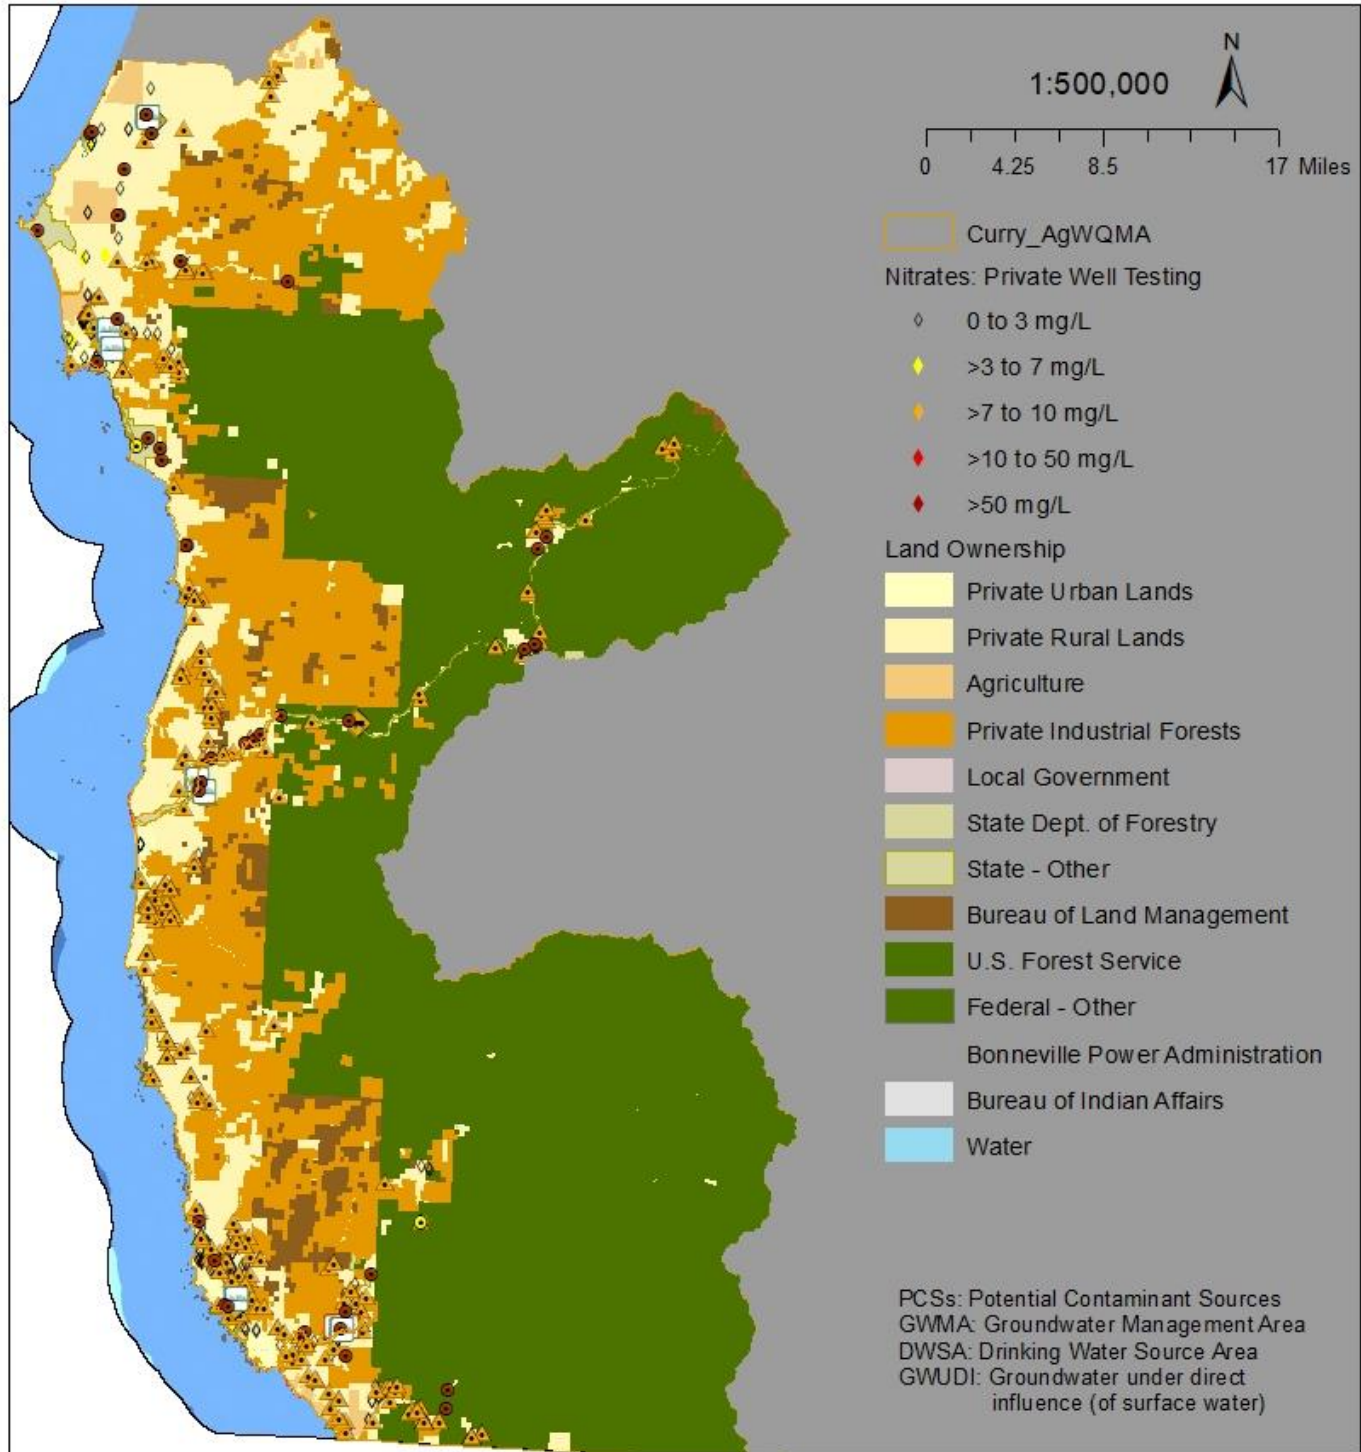 N
1:500,000
0 4.25 8.5 17 Miles
Curry_AgWQMA
Nitrates: Private Well Testing
0 to 3 mg/L
>3 to 7 mg/L
>7 to 10 mg/L
>10 to 50 mg/L
>50 mg/L
Land Ownership
Private Urban Lands
Private Rural Lands
Agriculture
Private Industrial Forests
Local Government
State Dept. of Forestry
State - Other
Bureau of Land Management
U.S. Forest Service
Federal - Other
Bonneville Power Administration
Bureau of Indian Affairs
Water
PCSs: Potential Contaminant Sources
GWMA: Groundwater Management Area
DWSA: Drinking Water Source Area
GWUDI: Groundwater under direct
influence (of surface water)